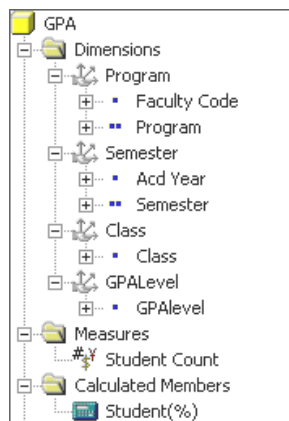 GPA
Dimensions
Program
Faculty Code
Program
Semester
Acd Year
Semester
Class
Class
GPALevel
GPAlevel
Measures
Student Count
Calculated Members
Student(%)